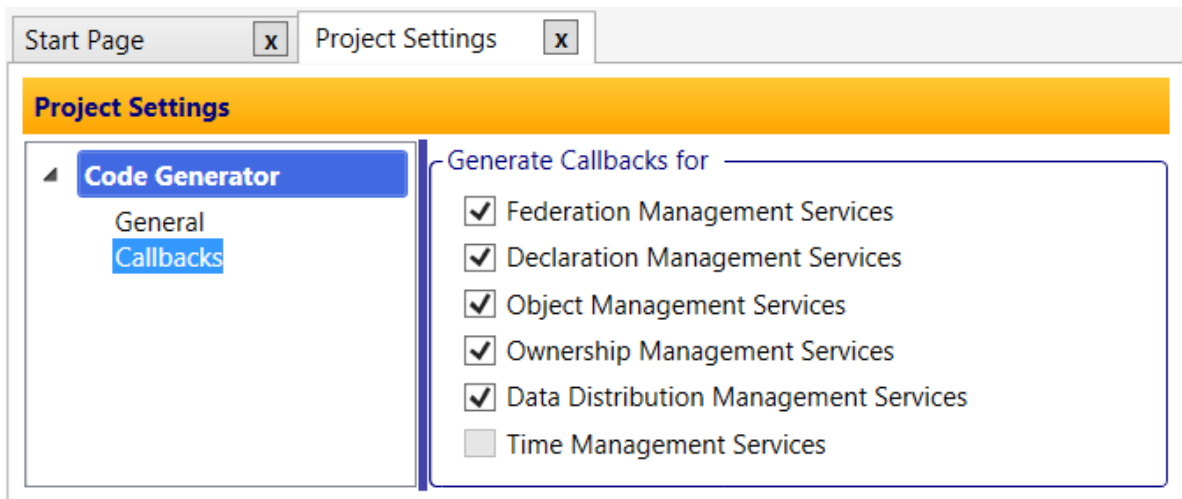 Start Page x Project Settings x
Project Settings
Code Generator
General
Callbacks
Generate Callbacks for
Federation Management Services
Declaration Management Services
Object Management Services
Ownership Management Services
Data Distribution Management Services
Time Management Services